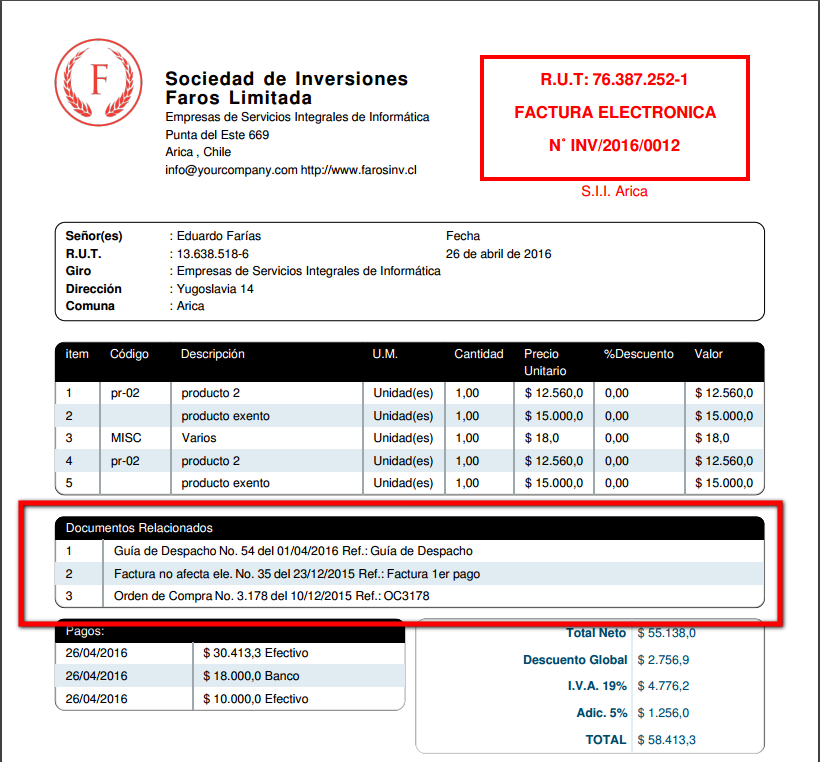 F
Sociedad de Inversiones
Faros Limitada
Empresas de Servicios Integrales de Informática
Punta del Este 669
Arica , Chile
info@yourcompany.com http://www.farosinv.cl
R.U.T: 76.387.252-1
FACTURA ELECTRONICA
N° INV/2016/0012
S.I.I. Arica
Señor(es) : Eduardo Farías Fecha
R.U.T. : 13.638.518-6 26 de abril de 2016
Giro : Empresas de Servicios Integrales de Informática
Dirección : Yugoslavia 14
Comuna : Arica
item Código Descripción U.M. Cantidad Precio Unitario %Descuento Valor
1 pr-02 producto 2 Unidad(es) 1,00 $ 12.560,0 0,00 $ 12.560,0
2 producto exento Unidad(es) 1,00 $ 15.000,0 0,00 $ 15.000,0
3 MISC Varios Unidad(es) 1,00 $ 18,0 0,00 $ 18,0
4 pr-02 producto 2 Unidad(es) 1,00 $ 12.560,0 0,00 $ 12.560,0
5 producto exento Unidad(es) 1,00 $ 15.000,0 0,00 $ 15.000,0
Documentos Relacionados
1 Guía de Despacho No. 54 del 01/04/2016 Ref.: Guía de Despacho
2 Factura no afecta ele. No. 35 del 23/12/2015 Ref.: Factura 1er pago
3 Orden de Compra No. 3.178 del 10/12/2015 Ref.: OC3178
Pagos:
26/04/2016 $ 30.413,3 Efectivo
26/04/2016 $ 18.000,0 Banco
26/04/2016 $ 10.000,0 Efectivo
Total Neto $ 55.138,0
Descuento Global $ 2.756,9
I.V.A. 19% $ 4.776,2
Adic. 5% $ 1.256,0
TOTAL $ 58.413,3